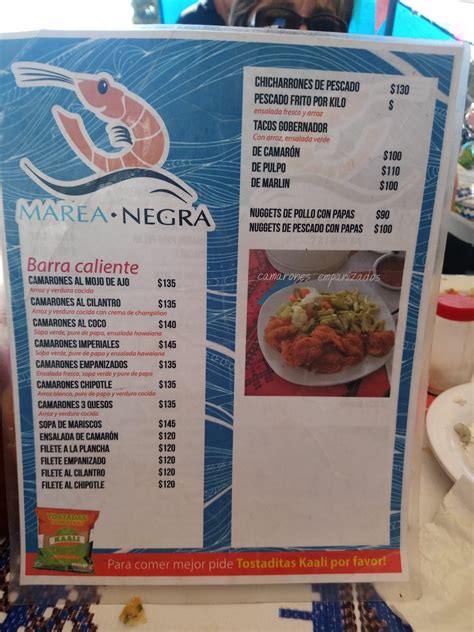 MAREA • NEGRA
Barra caliente
CAMARONES AL MOJO DE AJO $135
Arroz y verdura cocida
CAMARONES AL CILANTRO $135
Arroz y verdura cocida con crema de champiñon
CAMARONES AL COCO $140
Sopa verde, pure de papa, ensalada hawaiana
CAMARONES IMPERIALES $145
Sopa verde, pure de papa y ensalada hawaiana
CAMARONES EMPANIZADOS $135
Ensalada fresca, sopa verde y pure de papa
CAMARONES CHIPOTLE $135
Arroz blanco, pure de papa y verdura cocida
CAMARONES 3 QUESOS $135
Arroz y verdura cocida
SOPA DE MARISCOS $145
ENSALADA DE CAMARÓN $120
FILETE A LA PLANCHA $120
FILETE EMPANIZADO $120
FILETE AL CILANTRO $120
FILETE AL CHIPOTLE $120
CHICHARRONES DE PESCADO $130
PESCADO FRITO POR KILO $
ensalada fresca y arroz
TACOS GOBERNADOR
Con arroz, ensalada verde
DE CAMARÓN $100
DE PULPO $110
DE MARLIN $100
NUGGETS DE POLLO CON PAPAS $90
NUGGETS DE PESCADO CON PAPAS $100
camarones empanizados
TOSTADAS
KAALI
Para comer mejor pide Tostaditas Kaali por favor!